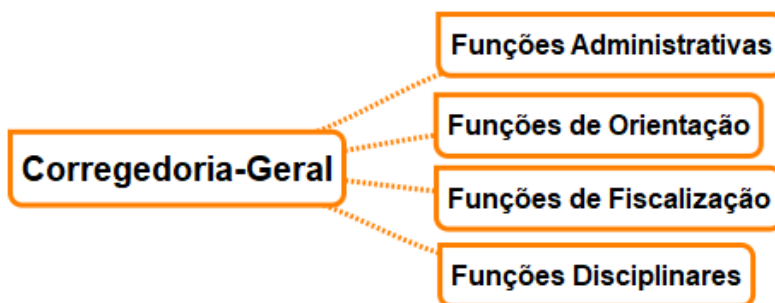 Funções Administrativas
Funções de Orientação
Corregedoria-Geral
Funções de Fiscalização
Funções Disciplinares